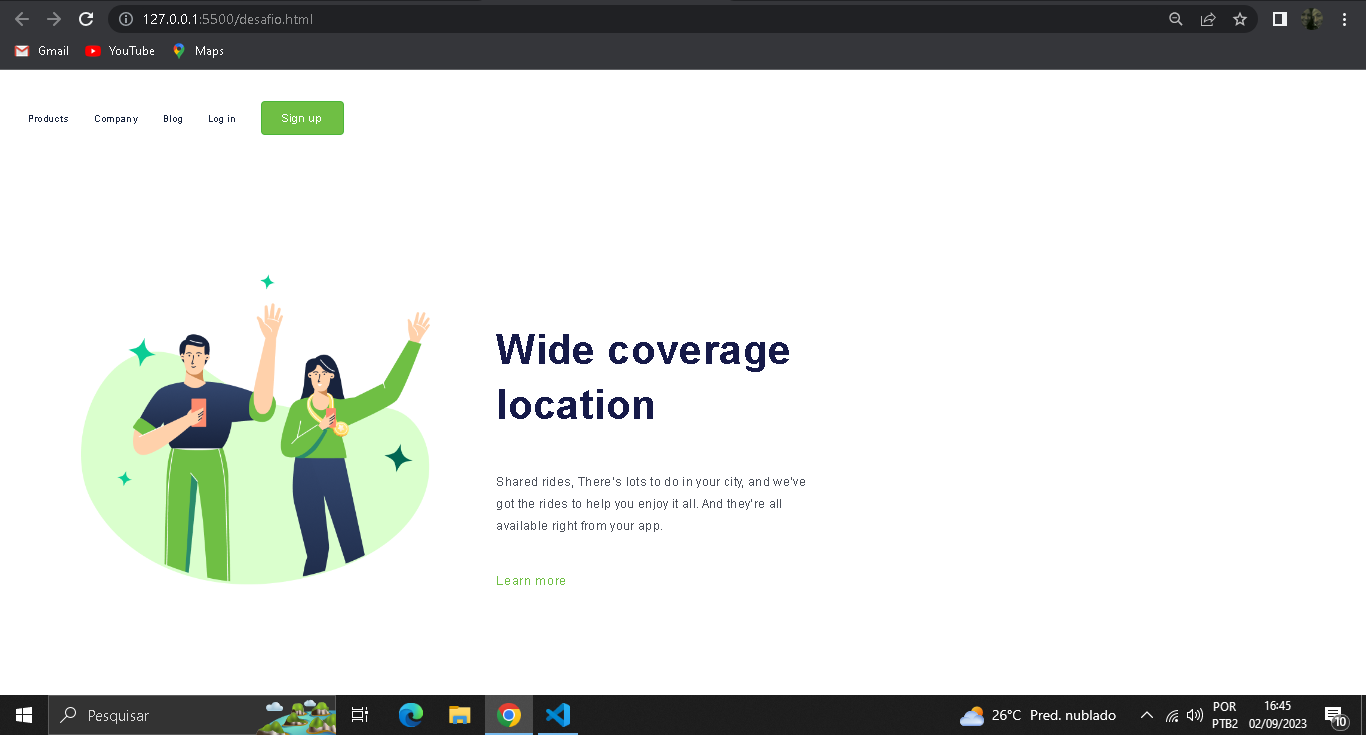 127.0.0.1:5500/desafio.html
Gmail YouTube Maps
Products Company Blog Log in Sign up
Wide coverage
location
Shared rides, There's lots to do in your city, and we've
got the rides to help you enjoy it all. And they're all
available right from your app.
Learn more
Pesquisar
26°C Pred. nublado
POR
PTB2
16:45
02/09/2023
10